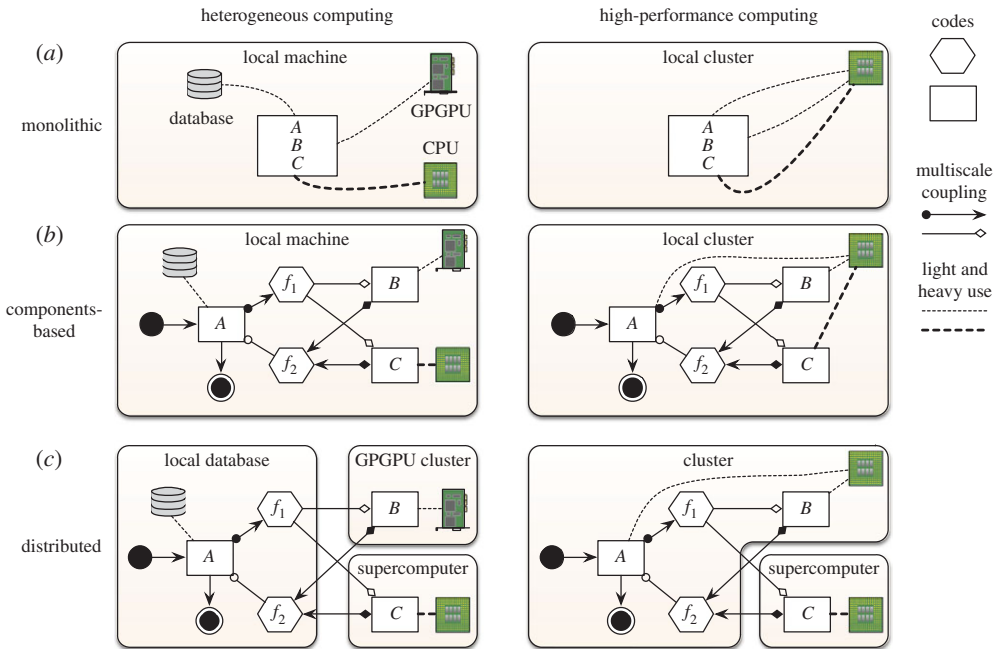 heterogeneous computing
high-performance computing
codes
(a)
monolithic
local machine
database
GPGPU
A
B
C
CPU
local cluster
A
B
C
multiscale
coupling
light and
heavy use
(b)
components-
based
local machine
f1
B
A
f2
C
local cluster
f1
B
A
f2
C
(c)
distributed
local database
GPGPU cluster
f1
B
A
supercomputer
f2
C
cluster
f1
B
A
supercomputer
f2
C